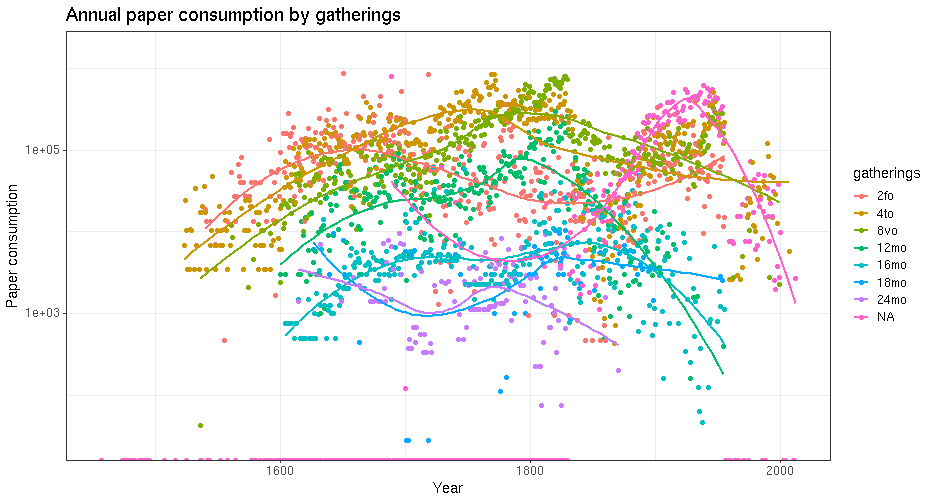 Annual paper consumption by gatherings
Paper consumption
1e+05
1e+03
1600
1800
2000
Year
gatherings
2fo
4to
8vo
12mo
16mo
18mo
24mo
NA